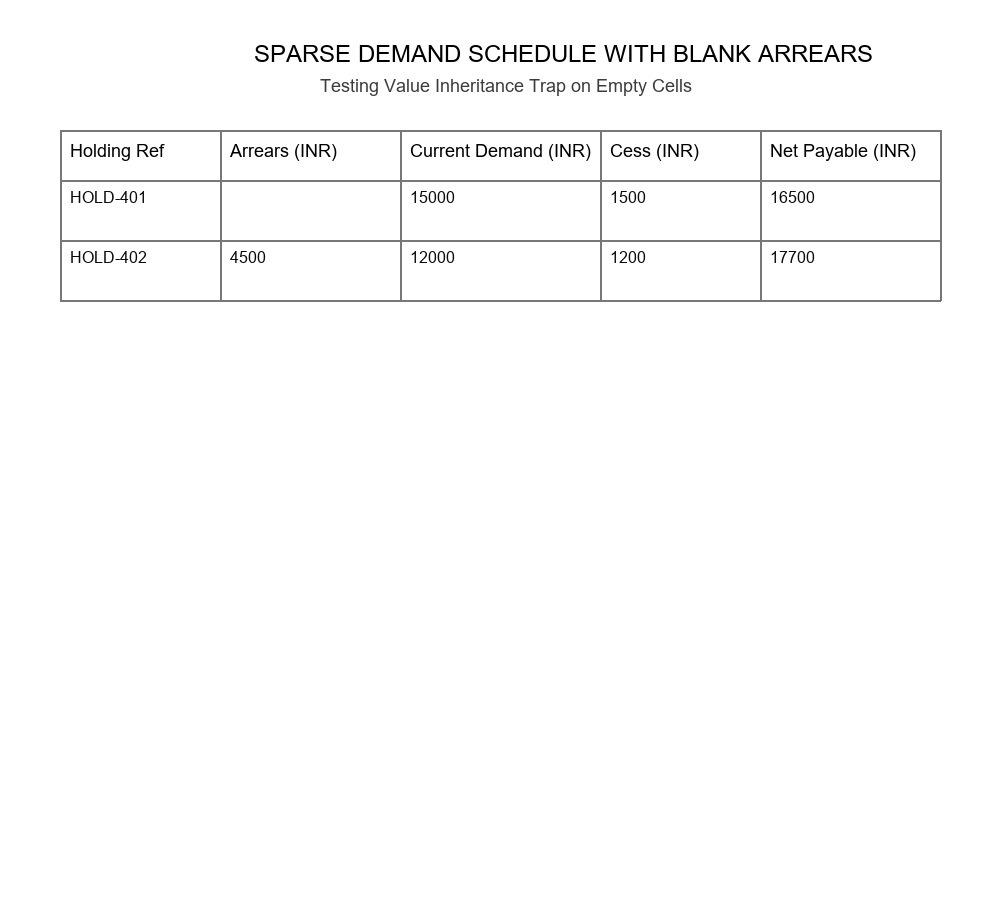 SPARSE DEMAND SCHEDULE WITH BLANK ARREARS
Testing Value Inheritance Trap on Empty Cells
Holding Ref Arrears (INR) Current Demand (INR) Cess (INR) Net Payable (INR)
HOLD-401 15000 1500 16500
HOLD-402 4500 12000 1200 17700